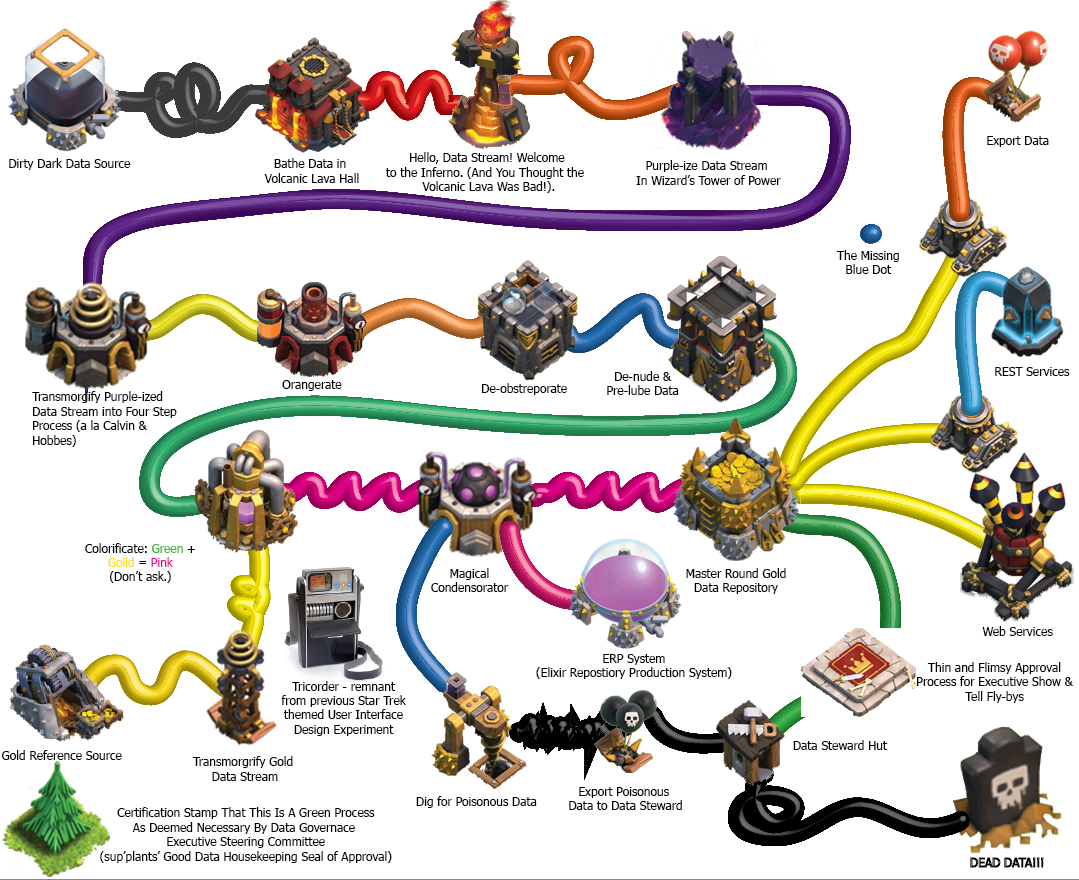 Dirty Dark Data Source
Bathe Data in
Volcanic Lava Hall
Hello, Data Stream! Welcome
to the Inferno. (And You Thought the
Volcanic Lava Was Bad!).
Purple-ize Data Stream
In Wizard's Tower of Power
Export Data
The Missing
Blue Dot
REST Services
Transmorgify Purple-ized
Data Stream into Four Step
Process (a la Calvin &
Hobbes)
Orangerate
De-obstreporate
De-nude &
Pre-lube Data
Colorificate: Green +
Golld = Pink
(Don't ask.)
Magical
Condensorator
Master Round Gold
Data Repository
Web Services
ERP System
(Elixir Repostiory Production System)
Thin and Flimsy Approval
Process for Executive Show &
Tell Fly-bys
Tricorder - remnant
from previous Star Trek
themed User Interface
Design Experiment
Gold Reference Source
Transmorgrify Gold
Data Stream
Data Steward Hut
Dig for Poisonous Data
Export Poisonous
Data to Data Steward
Certification Stamp That This Is A Green Process
As Deemed Necessary By Data Governace
Executive Steering Committee
(sup'plants' Good Data Housekeeping Seal of Approval)
DEAD DATA!!!